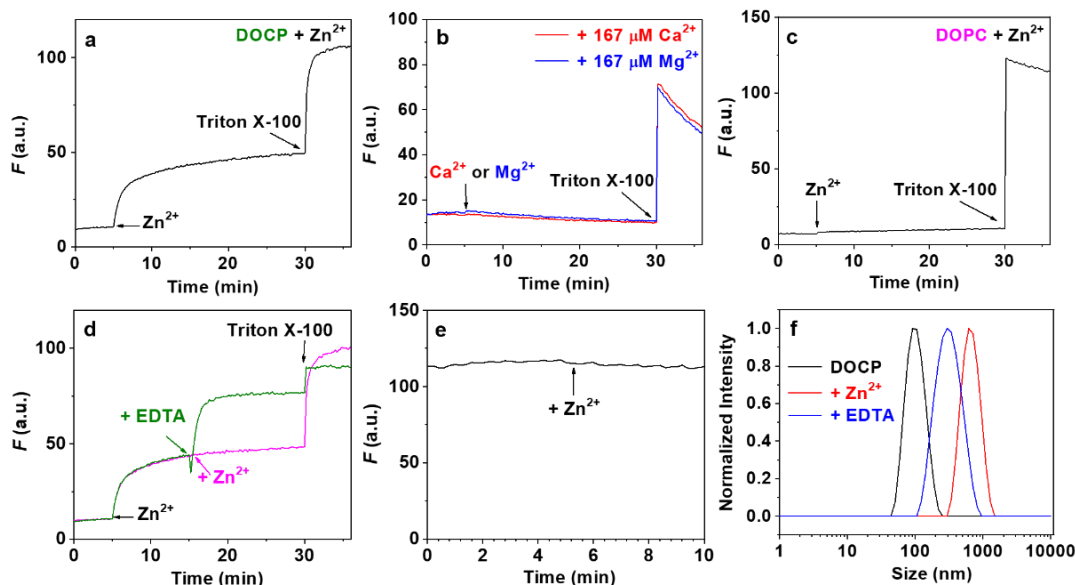 a
DOCP + Zn²⁺
Triton X-100
Zn²⁺
F (a.u.)
100
50
0
0 10 20 30
Time (min)
b
+ 167 µM Ca²⁺
+ 167 µM Mg²⁺
Ca²⁺ or Mg²⁺
Triton X-100
F (a.u.)
80
60
40
20
0
0 10 20 30
Time (min)
c
DOPC + Zn²⁺
Zn²⁺
Triton X-100
F (a.u.)
150
100
50
0
0 10 20 30
Time (min)
d
Triton X-100
+ EDTA
+ Zn²⁺
Zn²⁺
F (a.u.)
100
50
0
0 10 20 30
Time (min)
e
+ Zn²⁺
F (a.u.)
150
100
50
0
0 2 4 6 8 10
Time (min)
f
DOCP
+ Zn²⁺
+ EDTA
Normalized Intensity
1.0
0.8
0.6
0.4
0.2
0.0
1 10 100 1000 10000
Size (nm)